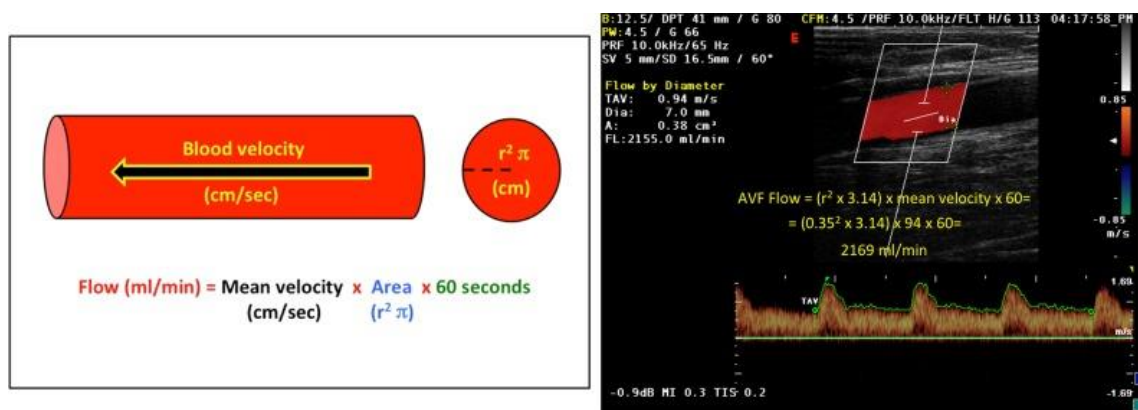 Blood velocity
(cm/sec)
r² π
(cm)
Flow (ml/min) = Mean velocity x Area x 60 seconds
(cm/sec) (r² π)
B:12.5/ DPT 41 mm / G 80 CFM:4.5 /PRF 10.0kHz/FLT H/G 113 04:17:58 PM
PW:4.5 / G 66
PRF 10.0kHz/65 Hz
SV 5 mm/SD 16.5mm / 60°
E
Flow by Diameter
TAV: 0.94 m/s
Dia: 7.0 mm
A: 0.38 cm²
FL:2155.0 ml/min
0.85
Dia
AVF Flow = (r² x 3.14) x mean velocity x 60=
= (0.35² x 3.14) x 94 x 60=
2169 ml/min
-0.85
m/s
1.69
TAV
m/s
-0.9dB MI 0.3 TIS 0.2
-1.69